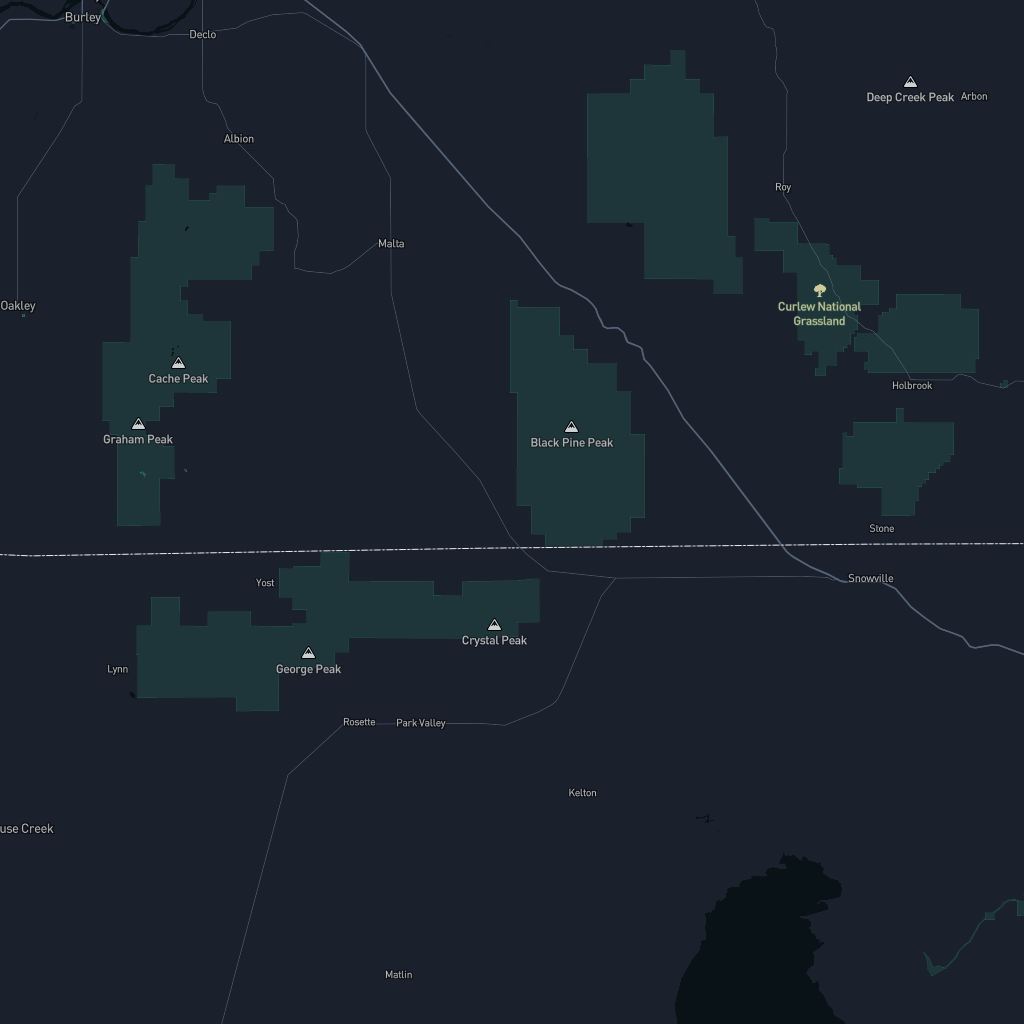 Burley
Declo
Deep Creek Peak
Arbon
Albion
Roy
Malta
Oakley
Curlew National
Grassland
Cache Peak
Holbrook
Graham Peak
Black Pine Peak
Stone
Yost
Snowville
Crystal Peak
Lynn
George Peak
Rosette
Park Valley
Kelton
use Creek
Matlin